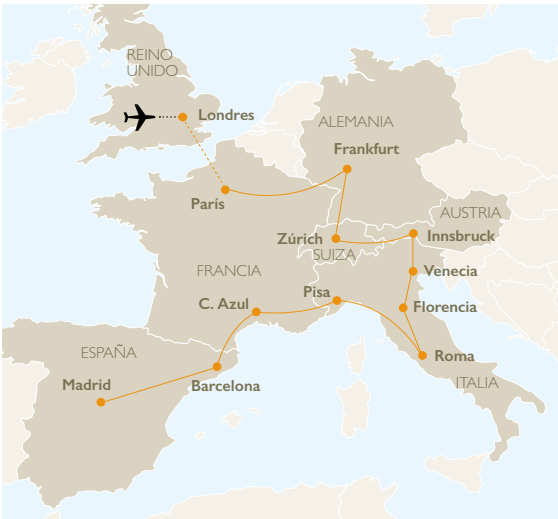 REINO
UNIDO
Londres
ALEMANIA
Frankfurt
París
AUSTRIA
Innsbruck
Zúrich
SUIZA
FRANCIA
Venecia
Pisa
C. Azul
Florencia
ESPAÑA
Roma
Madrid
Barcelona
ITALIA